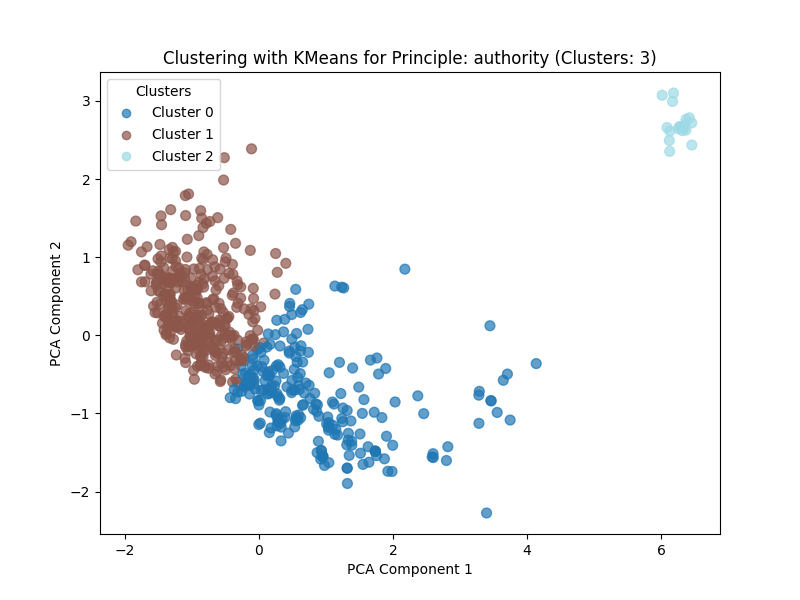 Clustering with KMeans for Principle: authority (Clusters: 3)
Clusters
Cluster 0
Cluster 1
Cluster 2
3
2
1
0
−1
−2
PCA Component 2
−2
0
2
4
6
PCA Component 1